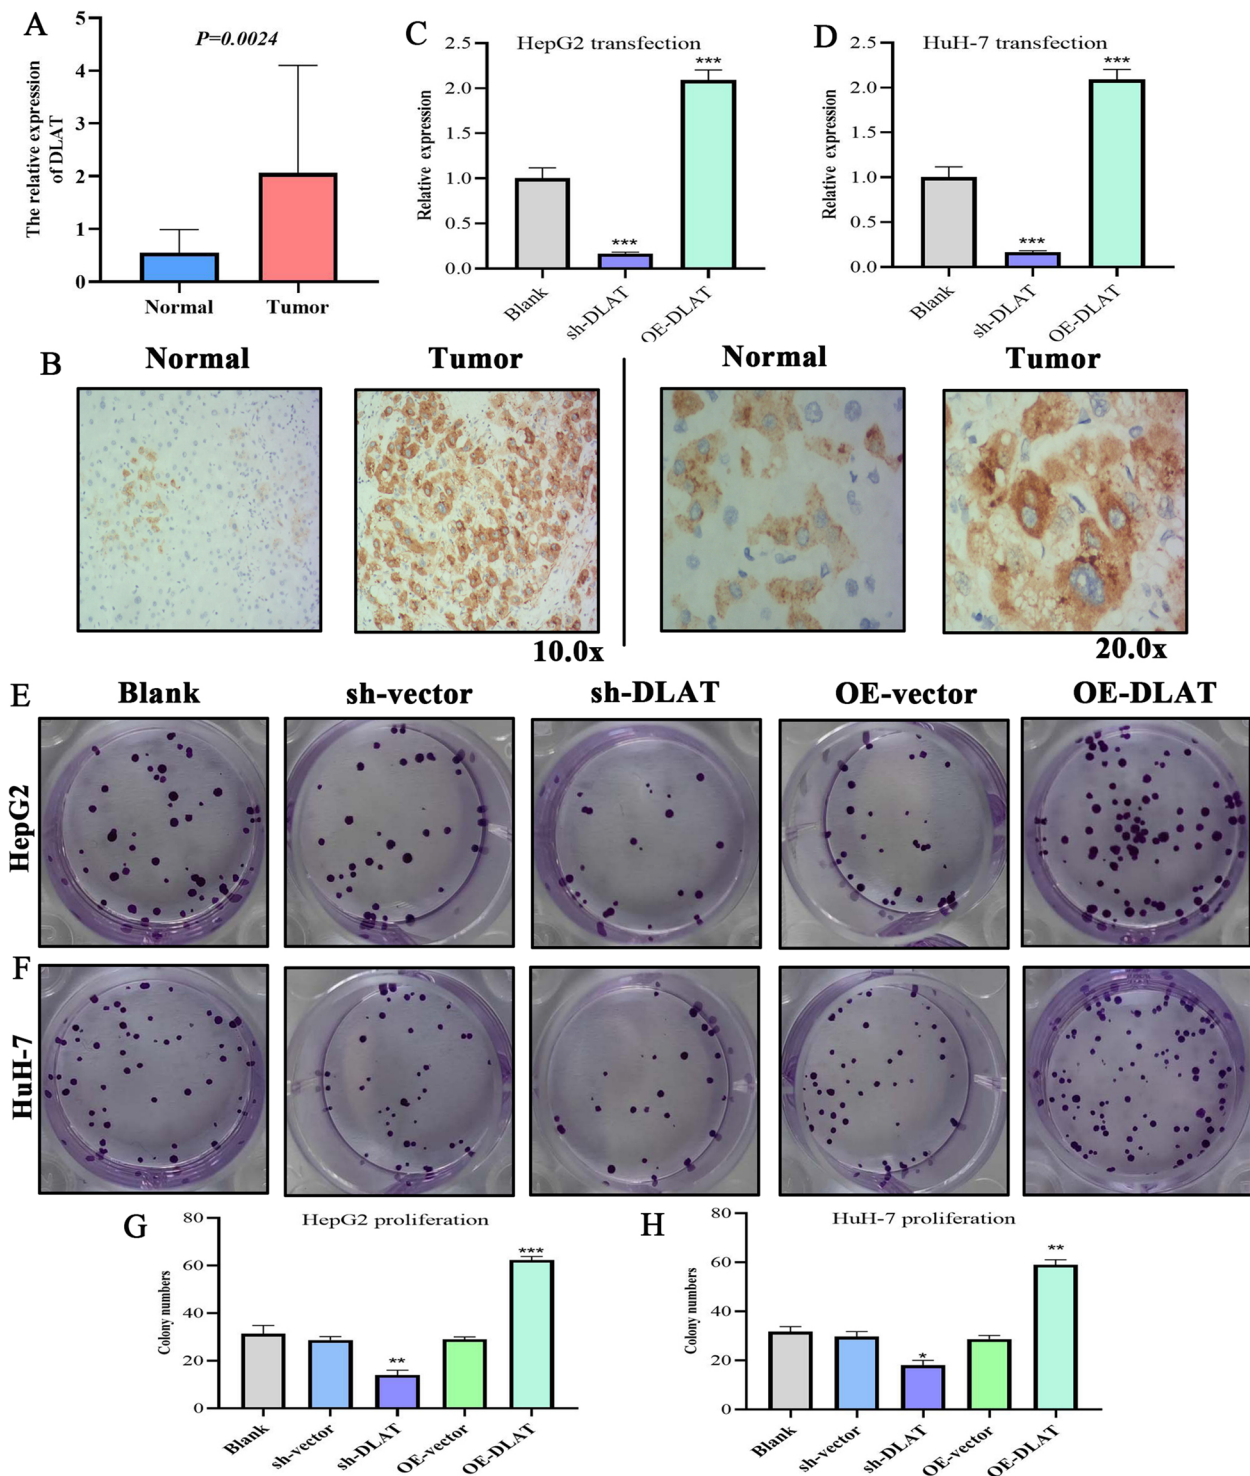 A
P=0.0024
The relative expression
of DLAT
5
4
3
2
1
0
Normal
Tumor
C
HepG2 transfection
Relative expression
2.5
2.0
1.5
1.0
0.5
0.0
***
***
Blank
sh-DLAT
OE-DLAT
D
HuH-7 transfection
Relative expression
2.5
2.0
1.5
1.0
0.5
0.0
***
***
Blank
sh-DLAT
OE-DLAT
B
Normal
Tumor
Normal
Tumor
10.0x
20.0x
E
Blank
sh-vector
sh-DLAT
OE-vector
OE-DLAT
HepG2
F
HuH-7
G
HepG2 proliferation
Colony numbers
80
60
40
20
0
**
***
Blank
sh-vector
sh-DLAT
OE-vector
OE-DLAT
H
HuH-7 proliferation
Colony numbers
80
60
40
20
0
*
**
Blank
sh-vector
sh-DLAT
OE-vector
OE-DLAT